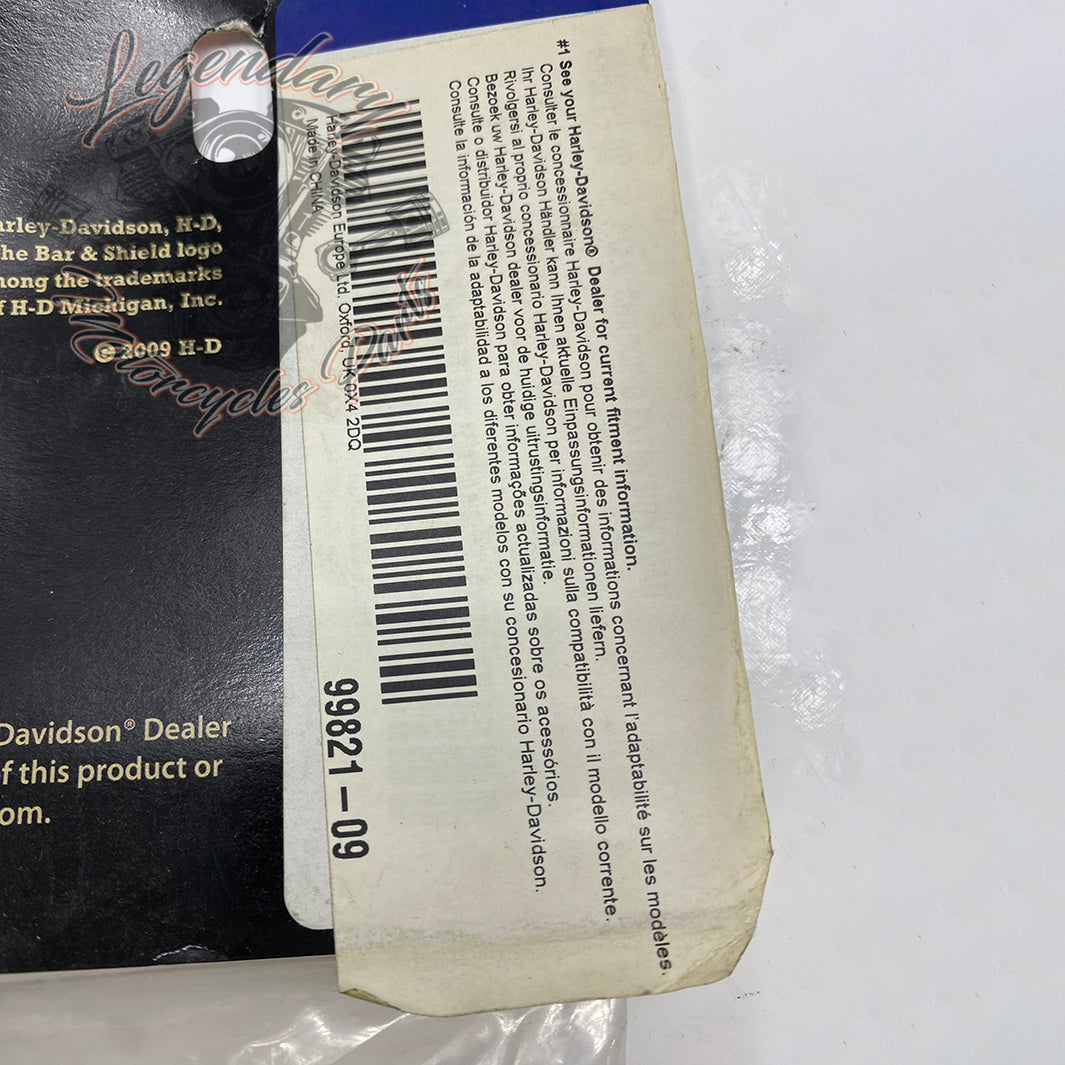 Legendary
Motorcycles Parts
arley-Davidson, H-D,
he Bar & Shield logo
mong the trademarks
f H-D Michigan, Inc.
© 2009 H-D
Davidson® Dealer
of this product or
om.
#1 See your Harley-Davidson® Dealer for current fitment information.
Consulter le concessionnaire Harley-Davidson pour obtenir des informations concernant l'adaptabilité sur les modèles.
Ihr Harley-Davidson Händler kann Ihnen aktuelle Einpassungsinformationen liefern.
Rivolgersi al proprio concessionario Harley-Davidson per informazioni sulla compatibilità con il modello corrente.
Bezoek uw Harley-Davidson dealer voor de huidige uitrustingsinformatie.
Consulte o distribuidor Harley-Davidson para obter informações actualizadas sobre os acessórios.
Consulte la información de la adaptabilidad a los diferentes modelos con su concesionario Harley-Davidson.
Harley-Davidson Europe Ltd. Oxford, UK OX4 2DQ
Made in CHINA
99821-09